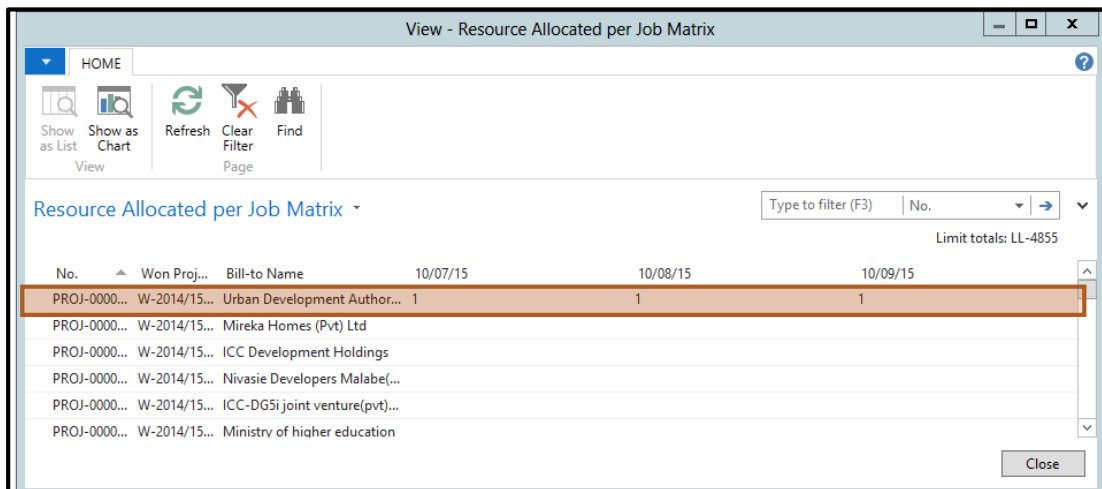 View - Resource Allocated per Job Matrix
HOME
Show as List
Show as Chart
Refresh
Clear Filter
Find
View
Page
Resource Allocated per Job Matrix
Type to filter (F3) No.
Limit totals: LL-4855
No. Won Proj... Bill-to Name 10/07/15 10/08/15 10/09/15
PROJ-0000... W-2014/15... Urban Development Author... 1 1 1
PROJ-0000... W-2014/15... Mireka Homes (Pvt) Ltd
PROJ-0000... W-2014/15... ICC Development Holdings
PROJ-0000... W-2014/15... Nivasie Developers Malabe(...
PROJ-0000... W-2014/15... ICC-DG5i joint venture(pvt)...
PROJ-0000... W-2014/15... Ministry of higher education
Close